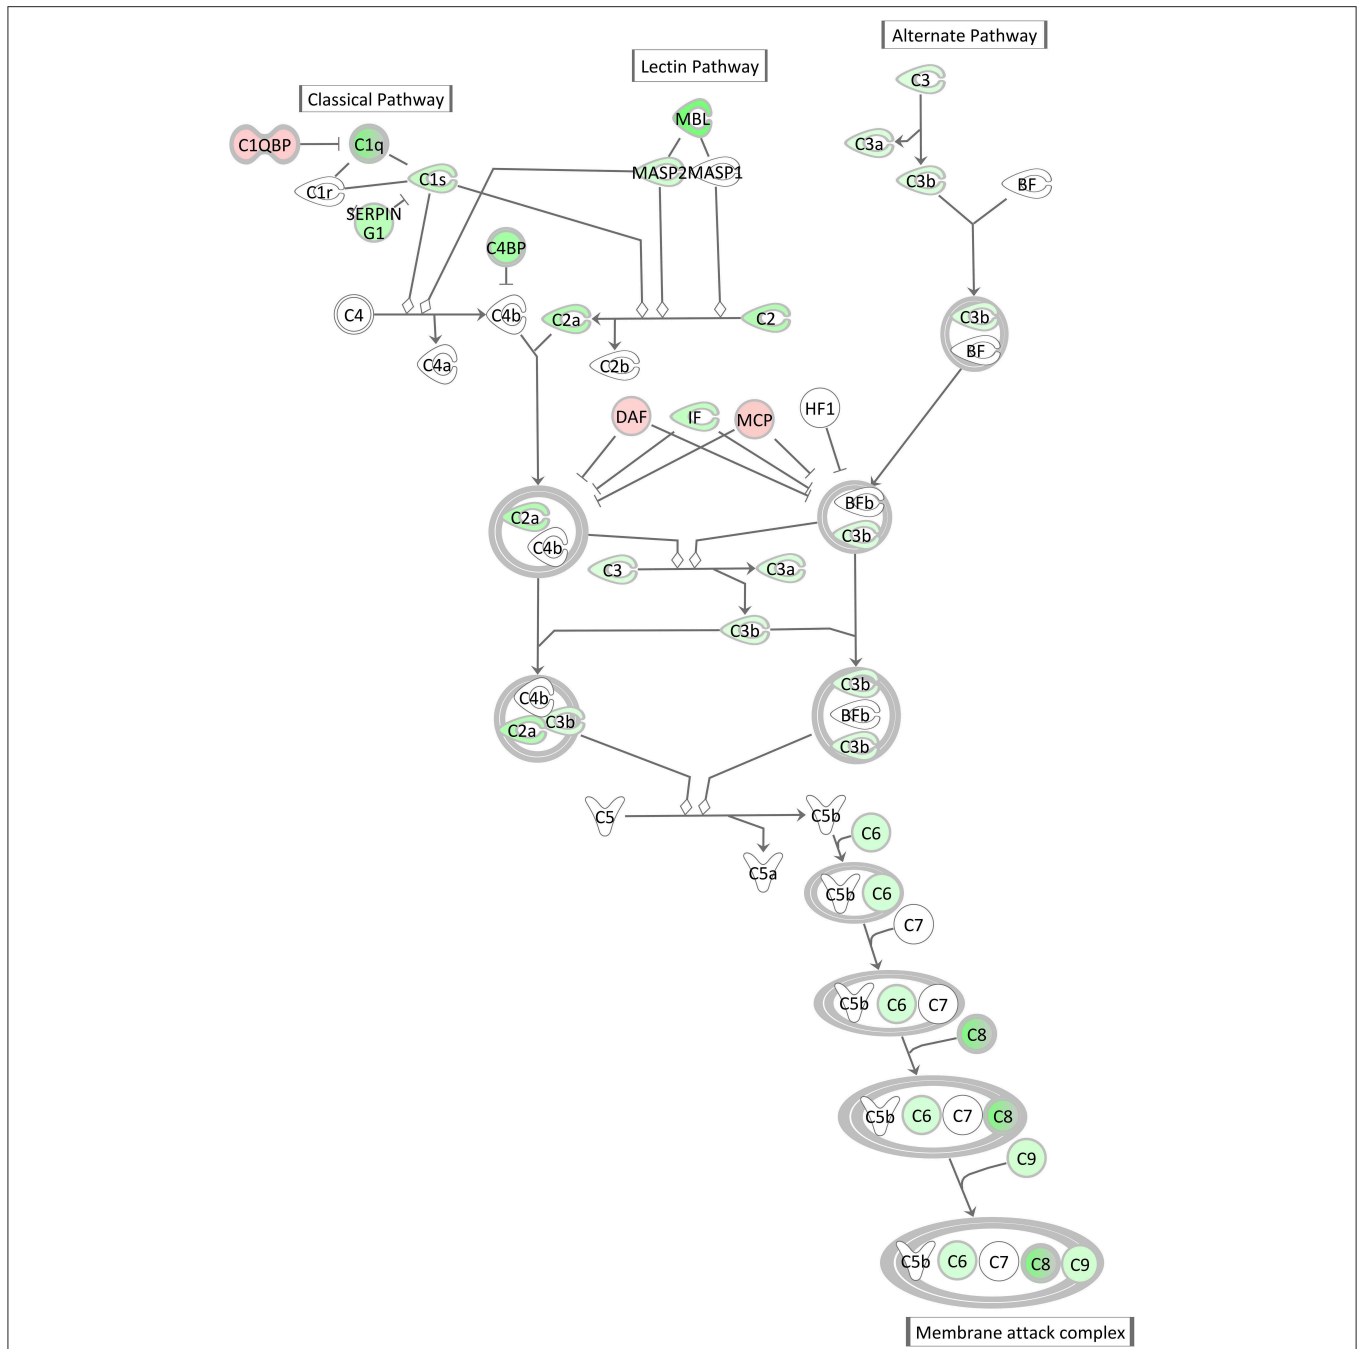 Alternate Pathway
Lectin Pathway
Classical Pathway
C3
MBL
C1QBP
C1q
C3a
MASP2
MASP1
C1s
C3b
BF
C1r
SERPIN
G1
C4BP
C4
C4b
C2a
C2
C3b
BF
C4a
C2b
DAF
IF
MCP
HF1
BFb
C3b
C2a
C4b
C3
C3a
C3b
C4b
C3b
C2a
C3b
BFb
C3b
C5
C5b
C6
C5a
C5b
C6
C7
C5b
C6
C7
C8
C5b
C6
C7
C8
C9
C5b
C6
C7
C8
C9
Membrane attack complex